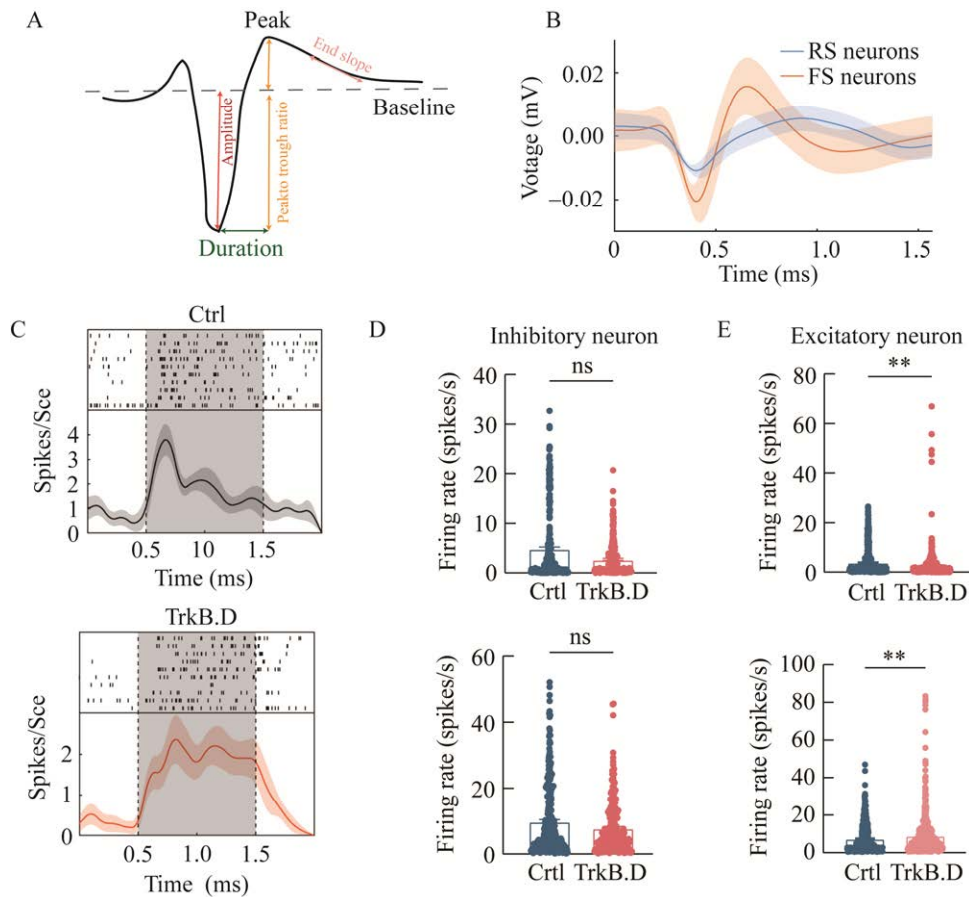 A
Peak
End slope
Baseline
Amplitude
Peakto trough ratio
Duration
B
RS neurons
FS neurons
Votage (mV)
0.02
0.00
−0.02
0
0.5
1.0
1.5
Time (ms)
C
Ctrl
Spikes/Sce
4
3
2
1
0
0.5
10
1.5
Time (ms)
TrkB.D
Spikes/Sce
2
1
0
0.5
1.0
1.5
Time (ms)
D
Inhibitory neuron
ns
Firing rate (spikes/s)
40
30
20
10
0
Crtl
TrkB.D
ns
Firing rate (spikes/s)
60
40
20
0
Crtl
TrkB.D
E
Excitatory neuron
**
Firing rate (spikes/s)
80
60
40
20
0
Crtl
TrkB.D
**
Firing rate (spikes/s)
100
80
60
40
20
0
Crtl
TrkB.D